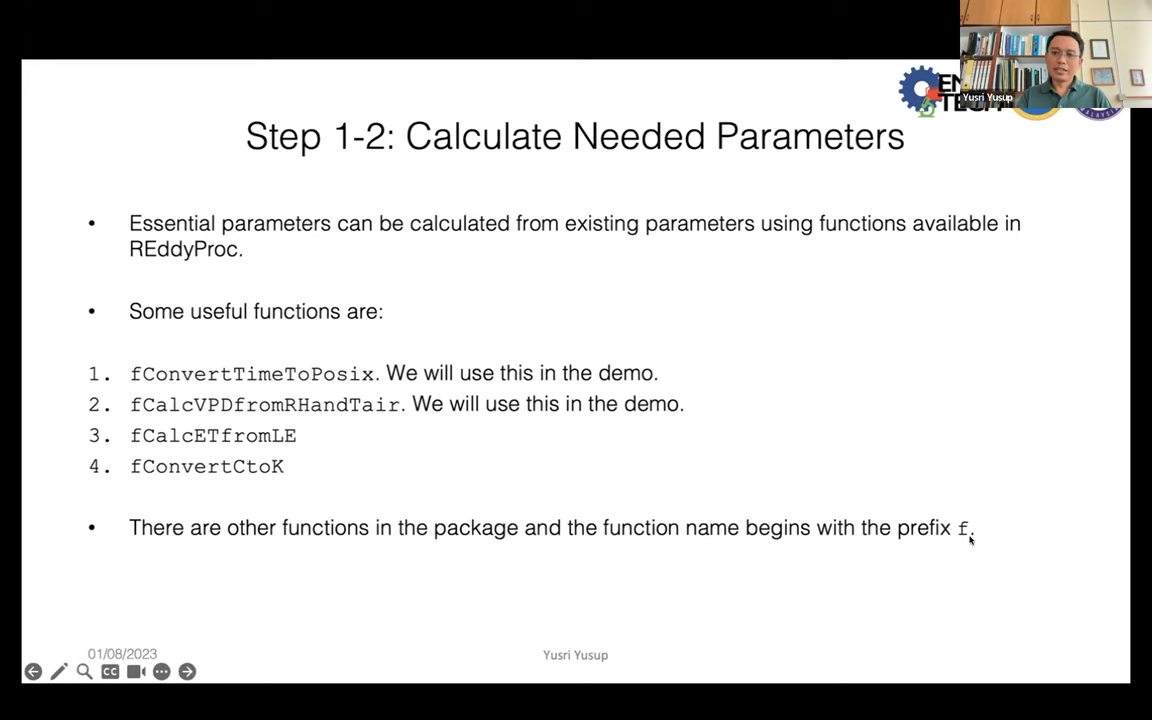 Yusri Yusup
Step 1-2: Calculate Needed Parameters
• Essential parameters can be calculated from existing parameters using functions available in
REddyProc.
• Some useful functions are:
1. fConvertTimeToPosix. We will use this in the demo.
2. fCalcVPDfromRHandTair. We will use this in the demo.
3. fCalcETfromLE
4. fConvertCtoK
• There are other functions in the package and the function name begins with the prefix f.
01/08/2023
Yusri Yusup
CC